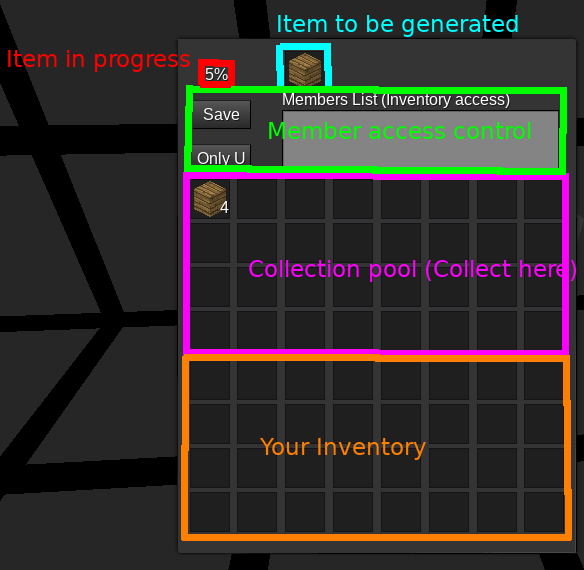 Item to be generated
Item in progress
5%
Members List (Inventory access)
Save
Member access control
Only U
4
Collection pool (Collect here)
Your Inventory